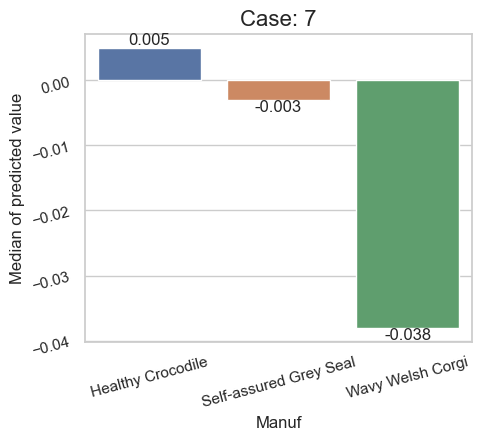 Case: 7
Median of predicted value
0.00
−0.01
−0.02
−0.03
−0.04
0.005
-0.003
-0.038
Healthy Crocodile
Self-assured Grey Seal
Wavy Welsh Corgi
Manuf